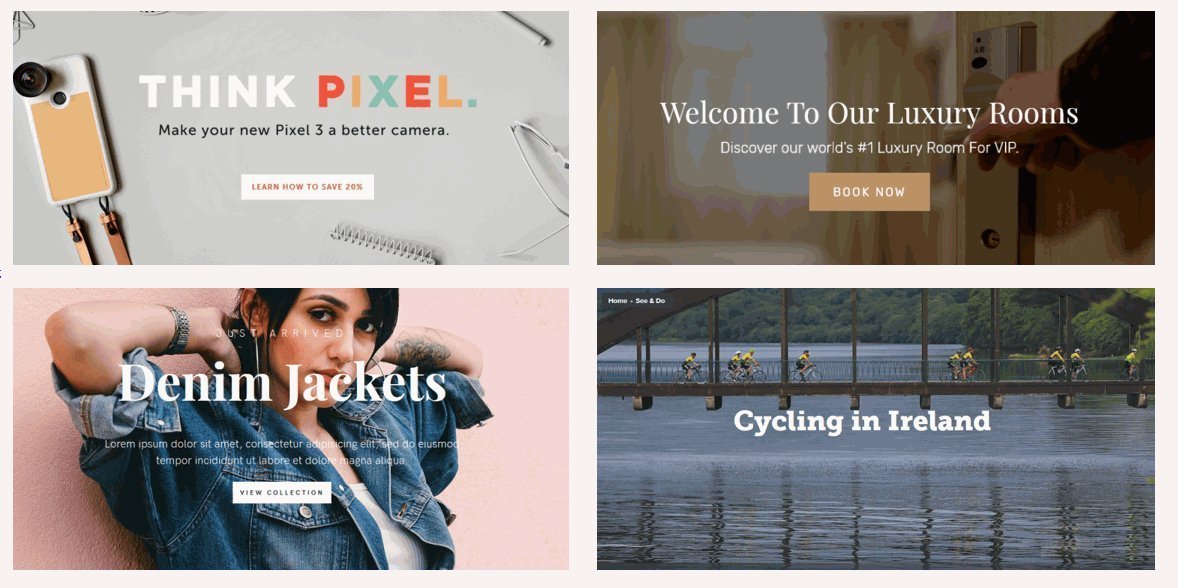 THINK PIXEL.
Make your new Pixel 3 a better camera.
LEARN HOW TO SAVE 20%
Welcome To Our Luxury Rooms
Discover our world's #1 Luxury Room For VIP.
BOOK NOW
JUST ARRIVED
Denim Jackets
Lorem ipsum dolor sit amet, consectetur adipisicing elit, sed do eiusmod
tempor incididunt ut labore et dolore magna aliqua
VIEW COLLECTION
Home > See & Do
Cycling in Ireland